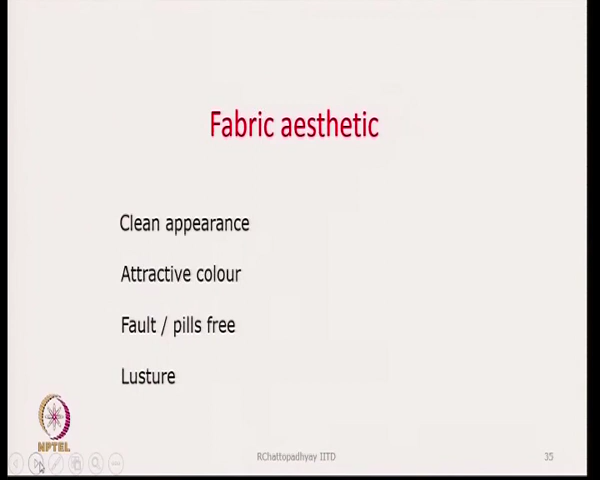 Fabric aesthetic
Clean appearance
Attractive colour
Fault / pills free
Lusture
NPTEL
RChattopadhyay IITD
35